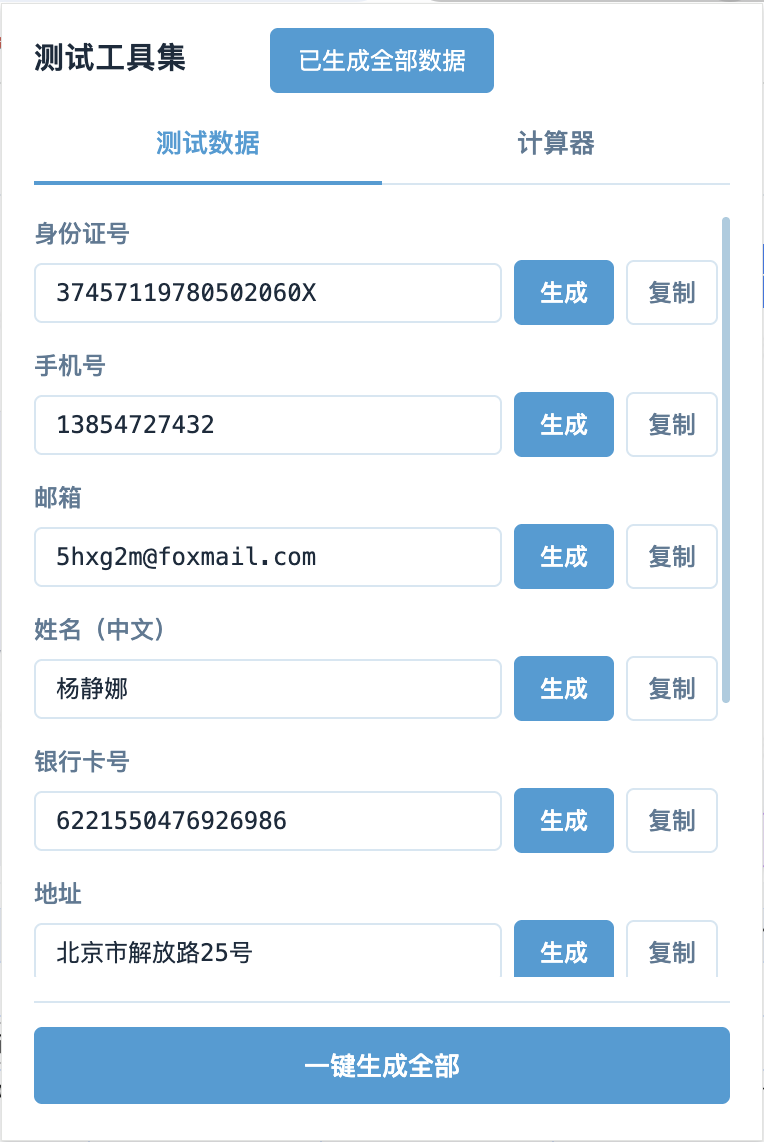 测试工具集
已生成全部数据
测试数据 计算器
身份证号
37457119780502060X 生成 复制
手机号
13854727432 生成 复制
邮箱
5hxg2m@foxmail.com 生成 复制
姓名（中文）
杨静娜 生成 复制
银行卡号
6221550476926986 生成 复制
地址
北京市解放路25号 生成 复制
一键生成全部